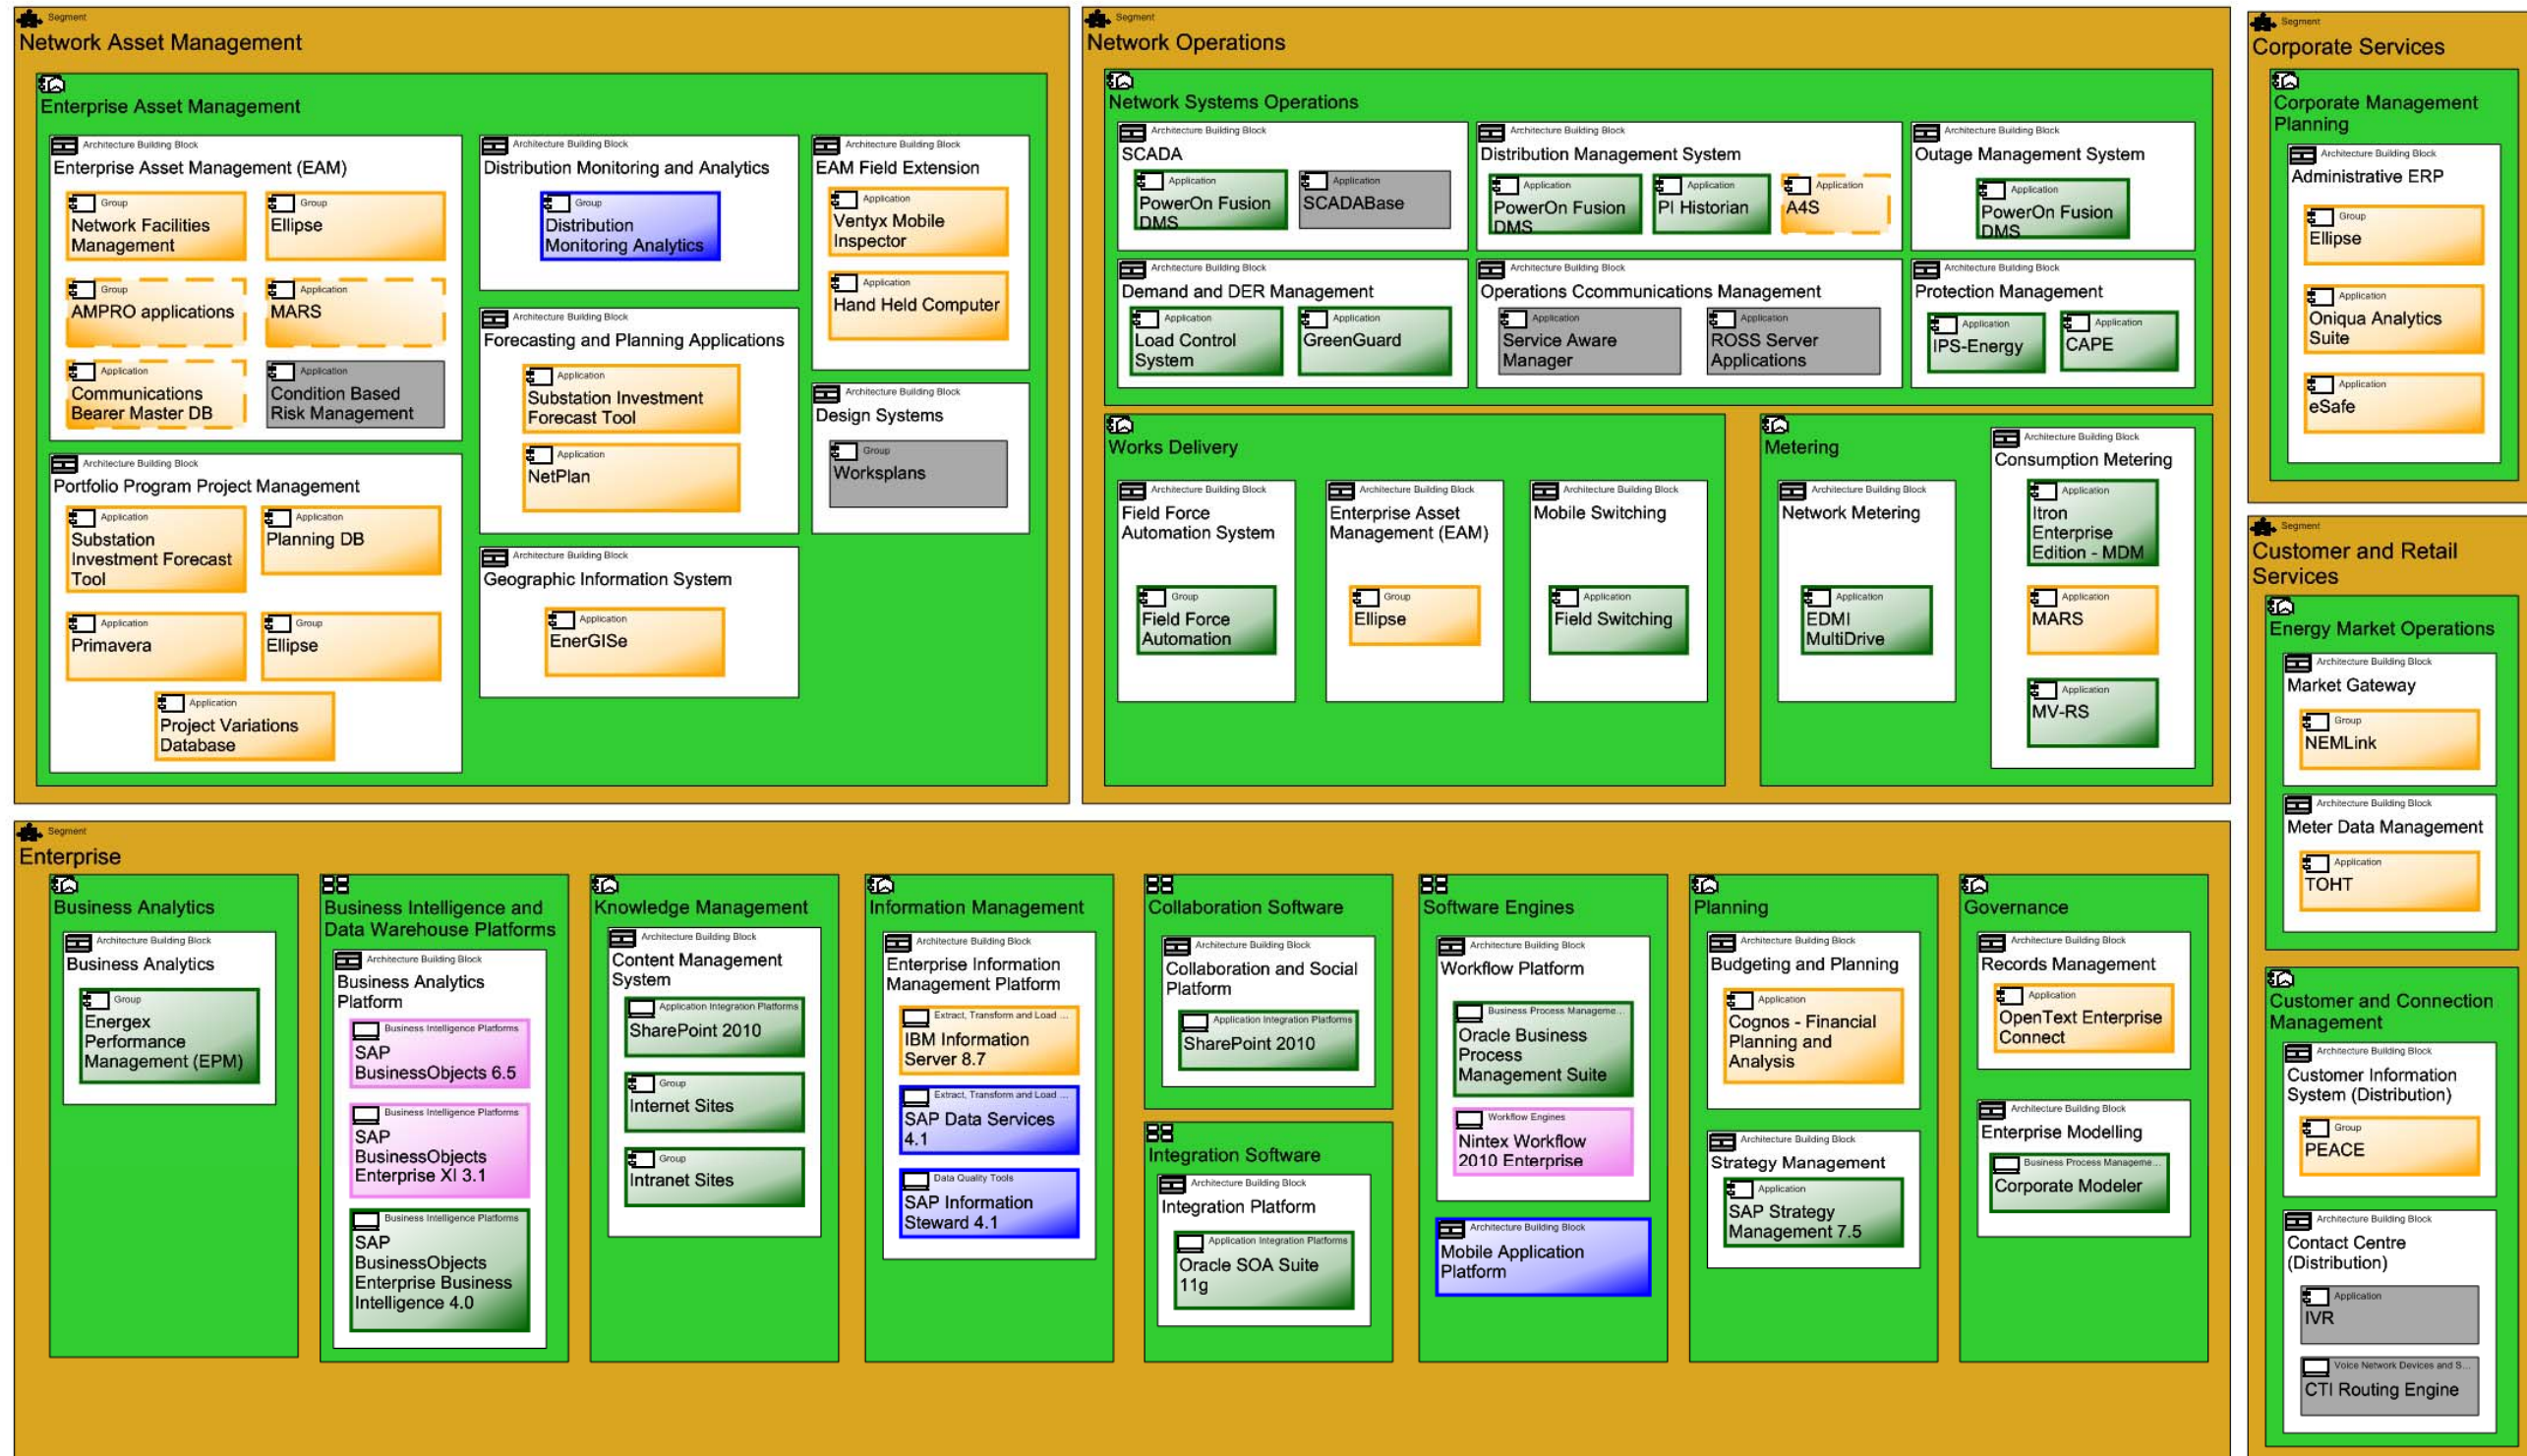 Segment
Network Asset Management
Enterprise Asset Management
Architecture Building Block
Enterprise Asset Management (EAM)
Group
Network Facilities
Management
Group
Ellipse
Group
AMPRO applications
Application
MARS
Application
Communications
Bearer Master DB
Application
Condition Based
Risk Management
Architecture Building Block
Portfolio Program Project Management
Application
Substation
Investment Forecast
Tool
Application
Planning DB
Application
Primavera
Group
Ellipse
Application
Project Variations
Database
Architecture Building Block
Distribution Monitoring and Analytics
Group
Distribution
Monitoring Analytics
Architecture Building Block
Forecasting and Planning Applications
Application
Substation Investment
Forecast Tool
Application
NetPlan
Architecture Building Block
Geographic Information System
Application
EnerGISe
Architecture Building Block
EAM Field Extension
Application
Ventyx Mobile
Inspector
Application
Hand Held Computer
Architecture Building Block
Design Systems
Group
Worksplans
Segment
Network Operations
Network Systems Operations
Architecture Building Block
SCADA
Application
PowerOn Fusion
DMS
Application
SCADABase
Architecture Building Block
Distribution Management System
Application
PowerOn Fusion
DMS
Application
PI Historian
Application
A4S
Architecture Building Block
Outage Management System
Application
PowerOn Fusion
DMS
Architecture Building Block
Demand and DER Management
Application
Load Control
System
Application
GreenGuard
Architecture Building Block
Operations Ccommunications Management
Application
Service Aware
Manager
Application
ROSS Server
Applications
Architecture Building Block
Protection Management
Application
IPS-Energy
Application
CAPE
Works Delivery
Architecture Building Block
Field Force
Automation System
Group
Field Force
Automation
Architecture Building Block
Enterprise Asset
Management (EAM)
Group
Ellipse
Architecture Building Block
Mobile Switching
Application
Field Switching
Metering
Architecture Building Block
Network Metering
Application
EDMI
MultiDrive
Architecture Building Block
Consumption Metering
Application
Itron
Enterprise
Edition - MDM
Application
MARS
Application
MV-RS
Segment
Corporate Services
Corporate Management
Planning
Architecture Building Block
Administrative ERP
Group
Ellipse
Application
Oniqua Analytics
Suite
Application
eSafe
Segment
Customer and Retail
Services
Energy Market Operations
Architecture Building Block
Market Gateway
Group
NEMLink
Architecture Building Block
Meter Data Management
Application
TOHT
Customer and Connection
Management
Architecture Building Block
Customer Information
System (Distribution)
Group
PEACE
Architecture Building Block
Contact Centre
(Distribution)
Application
IVR
Voice Network Devices and S...
CTI Routing Engine
Segment
Enterprise
Business Analytics
Architecture Building Block
Business Analytics
Group
Energex
Performance
Management (EPM)
Business Intelligence and
Data Warehouse Platforms
Architecture Building Block
Business Analytics
Platform
Business Intelligence Platforms
SAP
BusinessObjects 6.5
Business Intelligence Platforms
SAP
BusinessObjects
Enterprise XI 3.1
Business Intelligence Platforms
SAP
BusinessObjects
Enterprise Business
Intelligence 4.0
Knowledge Management
Architecture Building Block
Content Management
System
Application Integration Platforms
SharePoint 2010
Group
Internet Sites
Group
Intranet Sites
Information Management
Architecture Building Block
Enterprise Information
Management Platform
Extract, Transform and Load ...
IBM Information
Server 8.7
Extract, Transform and Load ...
SAP Data Services
4.1
Data Quality Tools
SAP Information
Steward 4.1
Collaboration Software
Architecture Building Block
Collaboration and Social
Platform
Application Integration Platforms
SharePoint 2010
Integration Software
Architecture Building Block
Integration Platform
Application Integration Platforms
Oracle SOA Suite
11g
Software Engines
Architecture Building Block
Workflow Platform
Business Process Manageme...
Oracle Business
Process
Management Suite
Workflow Engines
Nintex Workflow
2010 Enterprise
Architecture Building Block
Mobile Application
Platform
Planning
Architecture Building Block
Budgeting and Planning
Application
Cognos - Financial
Planning and
Analysis
Architecture Building Block
Strategy Management
Application
SAP Strategy
Management 7.5
Governance
Architecture Building Block
Records Management
Application
OpenText Enterprise
Connect
Architecture Building Block
Enterprise Modelling
Business Process Manageme...
Corporate Modeler